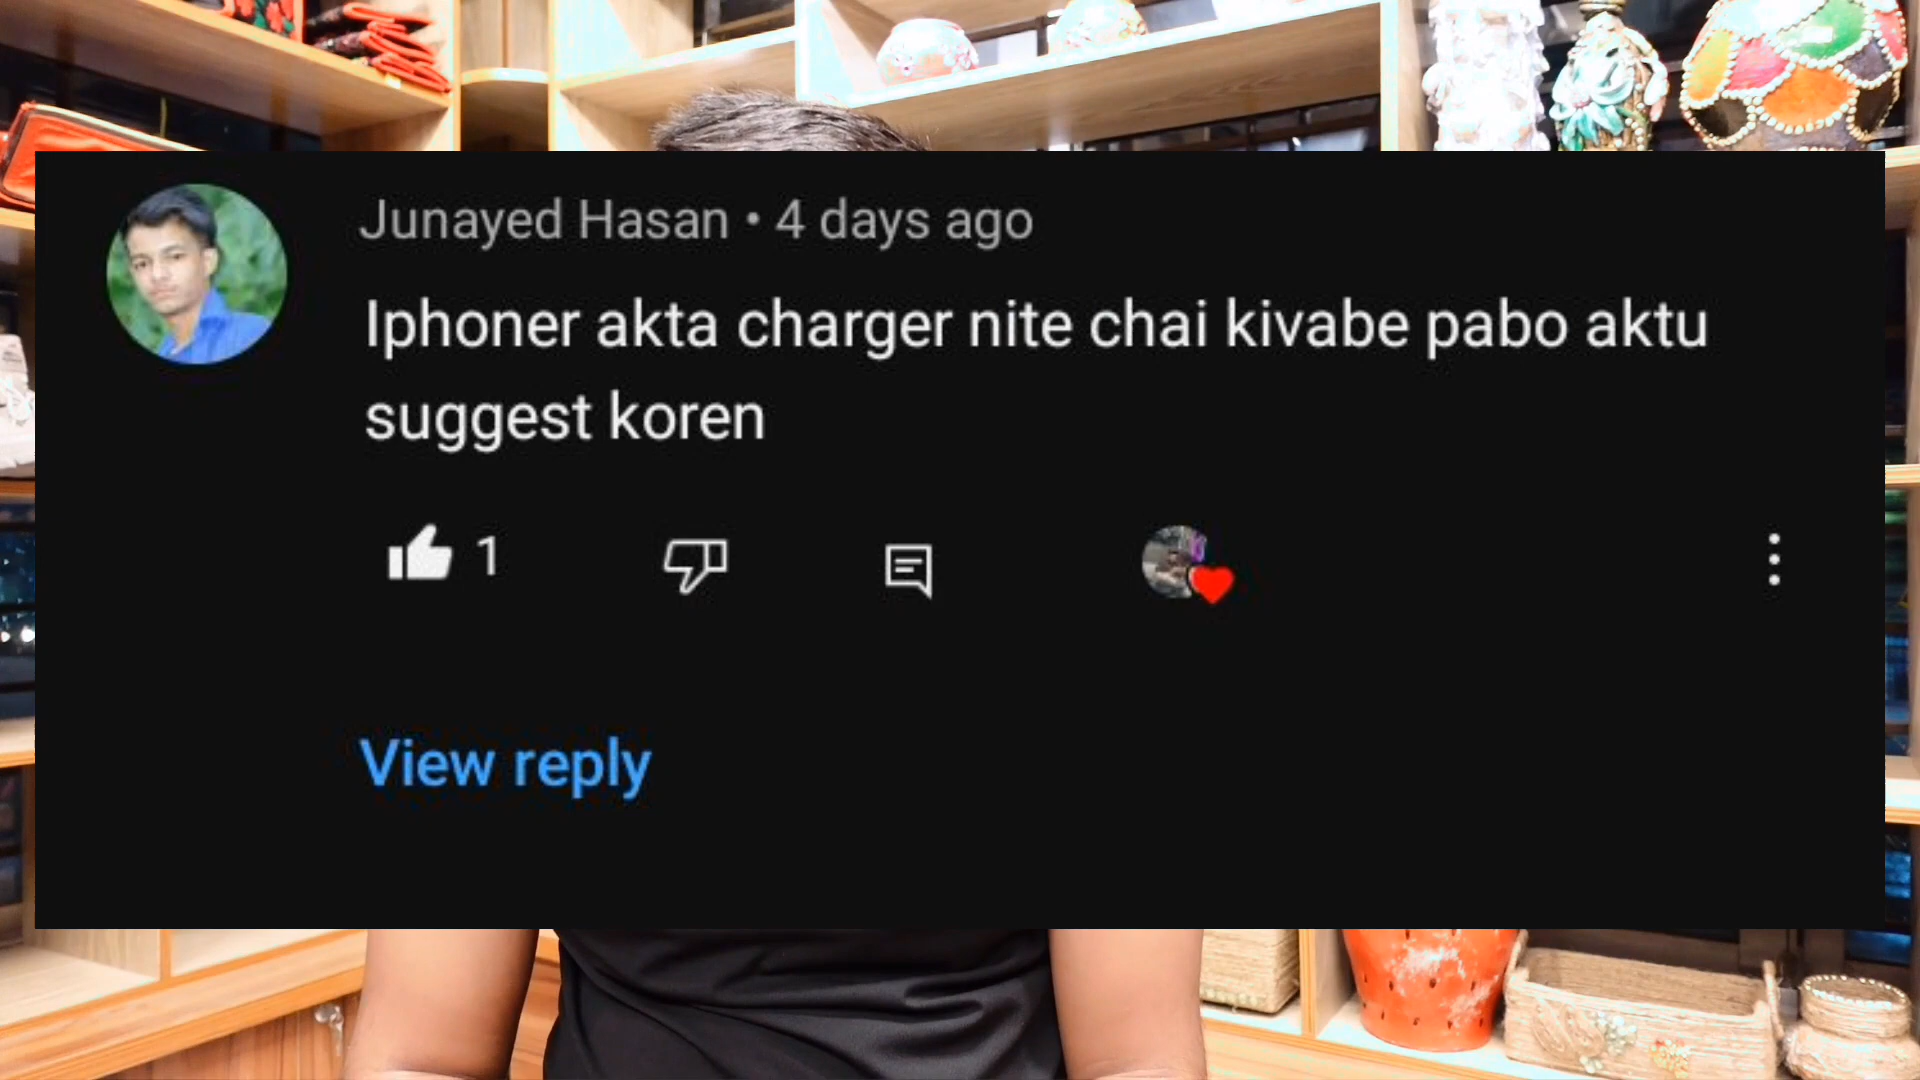 Junayed Hasan • 4 days ago
Iphoner akta charger nite chai kivabe pabo aktu
suggest koren
1
View reply